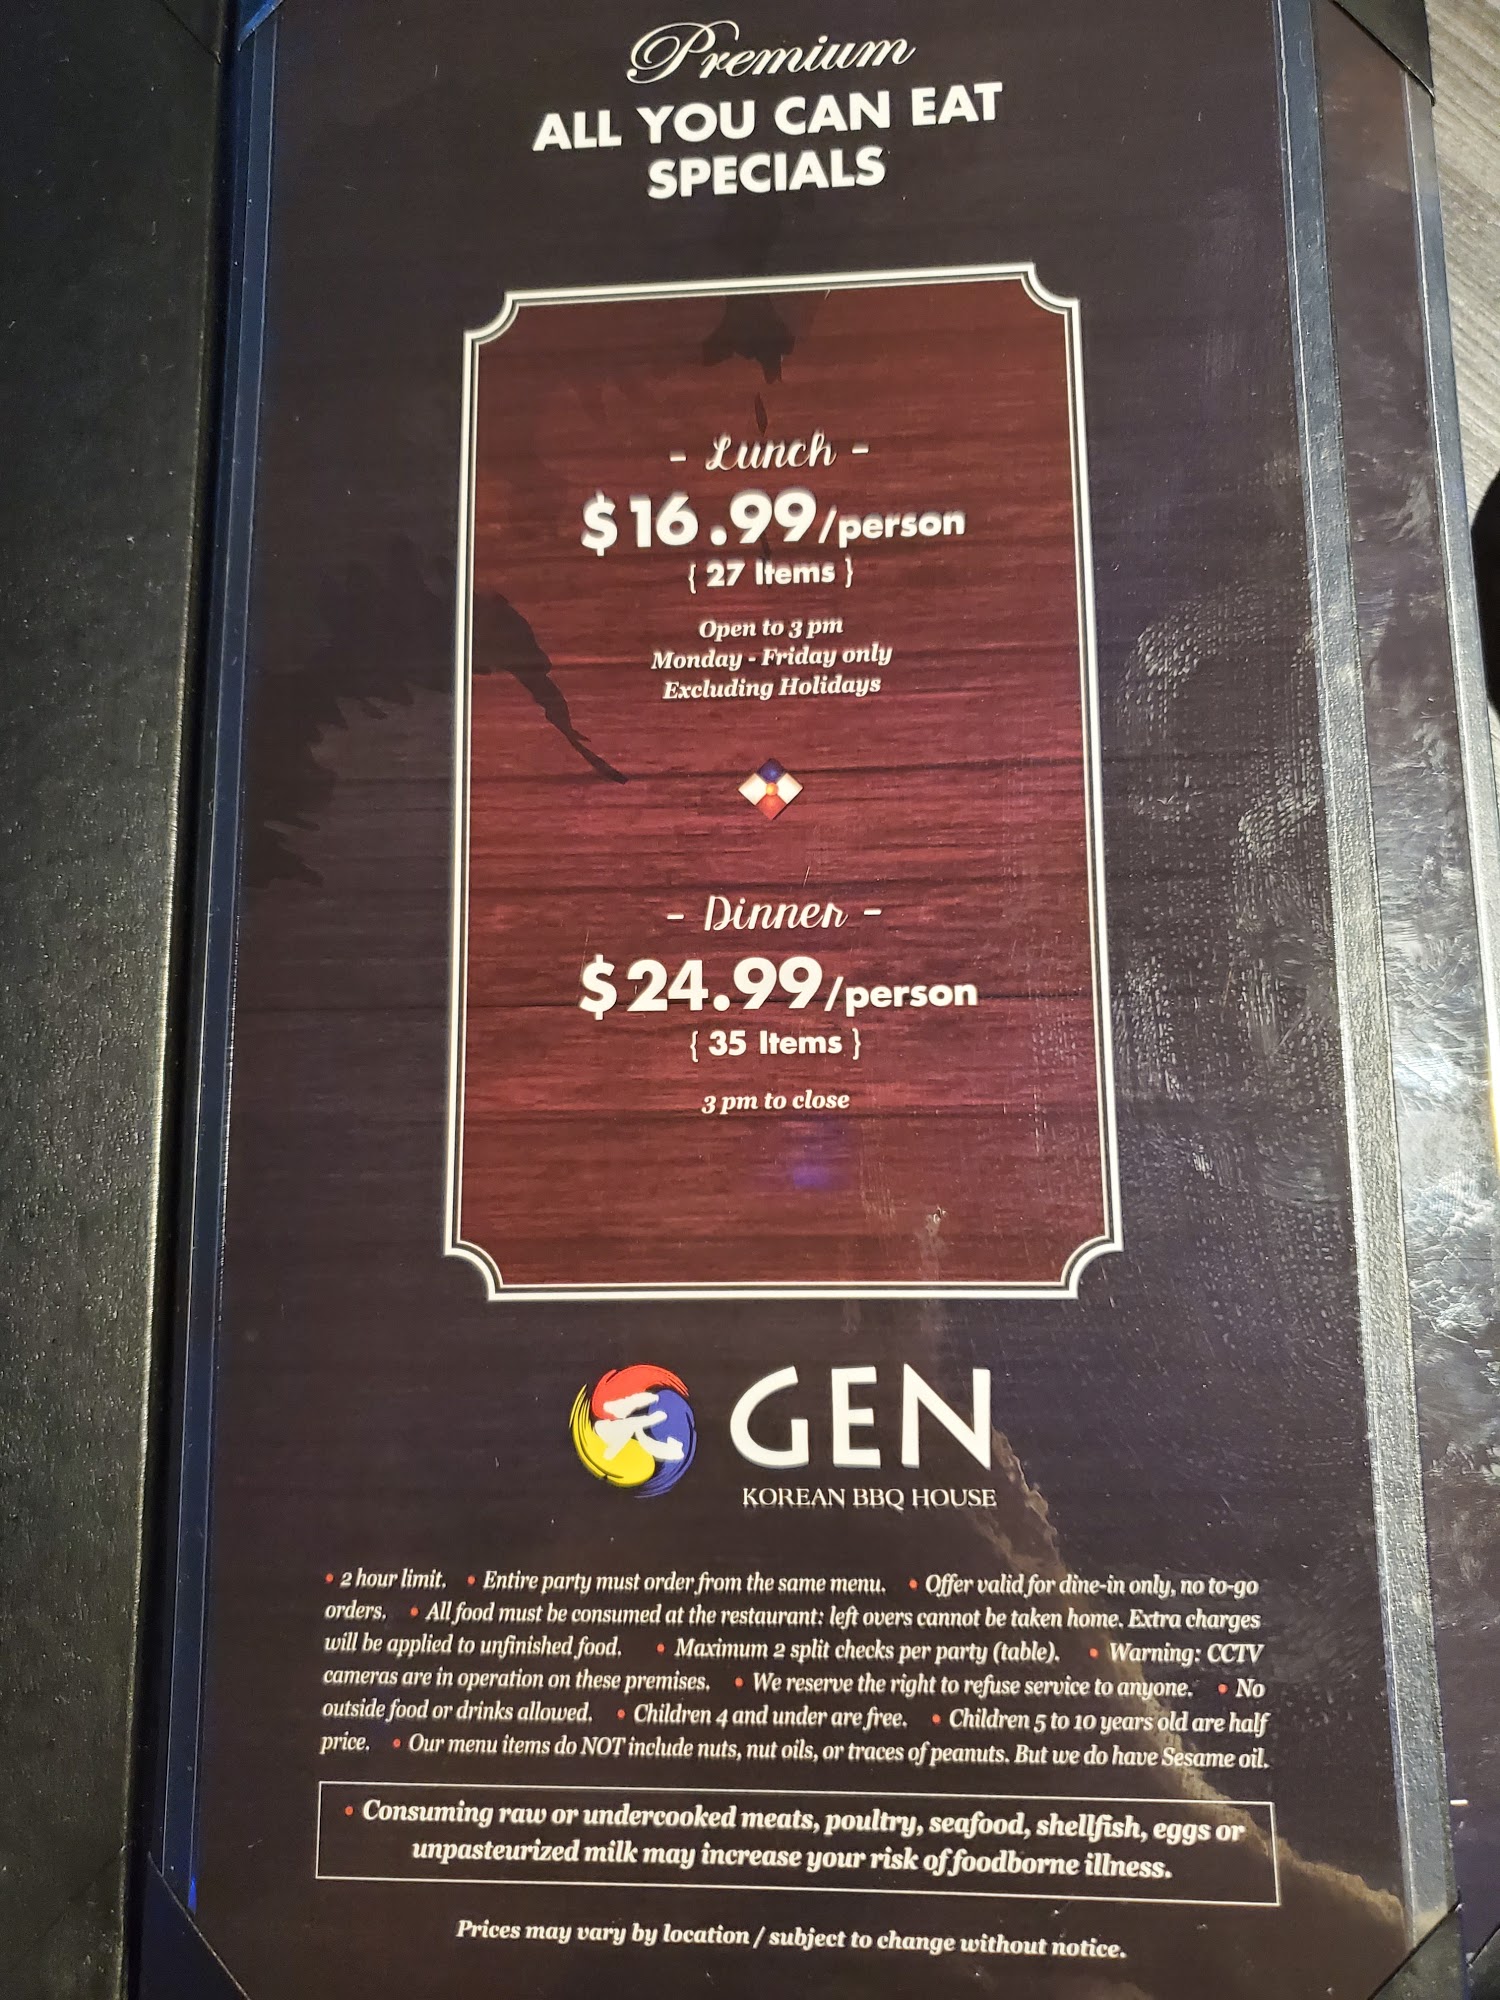 Premium
ALL YOU CAN EAT
SPECIALS
- Lunch -
$16.99/person
{ 27 Items }
Open to 3 pm
Monday - Friday only
Excluding Holidays
- Dinner -
$24.99/person
{ 35 Items }
3 pm to close
GEN
KOREAN BBQ HOUSE
• 2 hour limit. • Entire party must order from the same menu. • Offer valid for dine-in only, no to-go
orders. • All food must be consumed at the restaurant: left overs cannot be taken home. Extra charges
will be applied to unfinished food. • Maximum 2 split checks per party (table). • Warning: CCTV
cameras are in operation on these premises. • We reserve the right to refuse service to anyone. • No
outside food or drinks allowed. • Children 4 and under are free. • Children 5 to 10 years old are half
price. • Our menu items do NOT include nuts, nut oils, or traces of peanuts. But we do have Sesame oil.
• Consuming raw or undercooked meats, poultry, seafood, shellfish, eggs or
unpasteurized milk may increase your risk of foodborne illness.
Prices may vary by location / subject to change without notice.